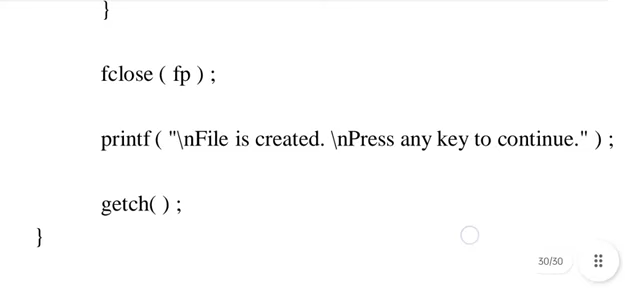 }
fclose ( fp ) ;
printf ( "\nFile is created. \nPress any key to continue." ) ;
getch( ) ;
}
30/30